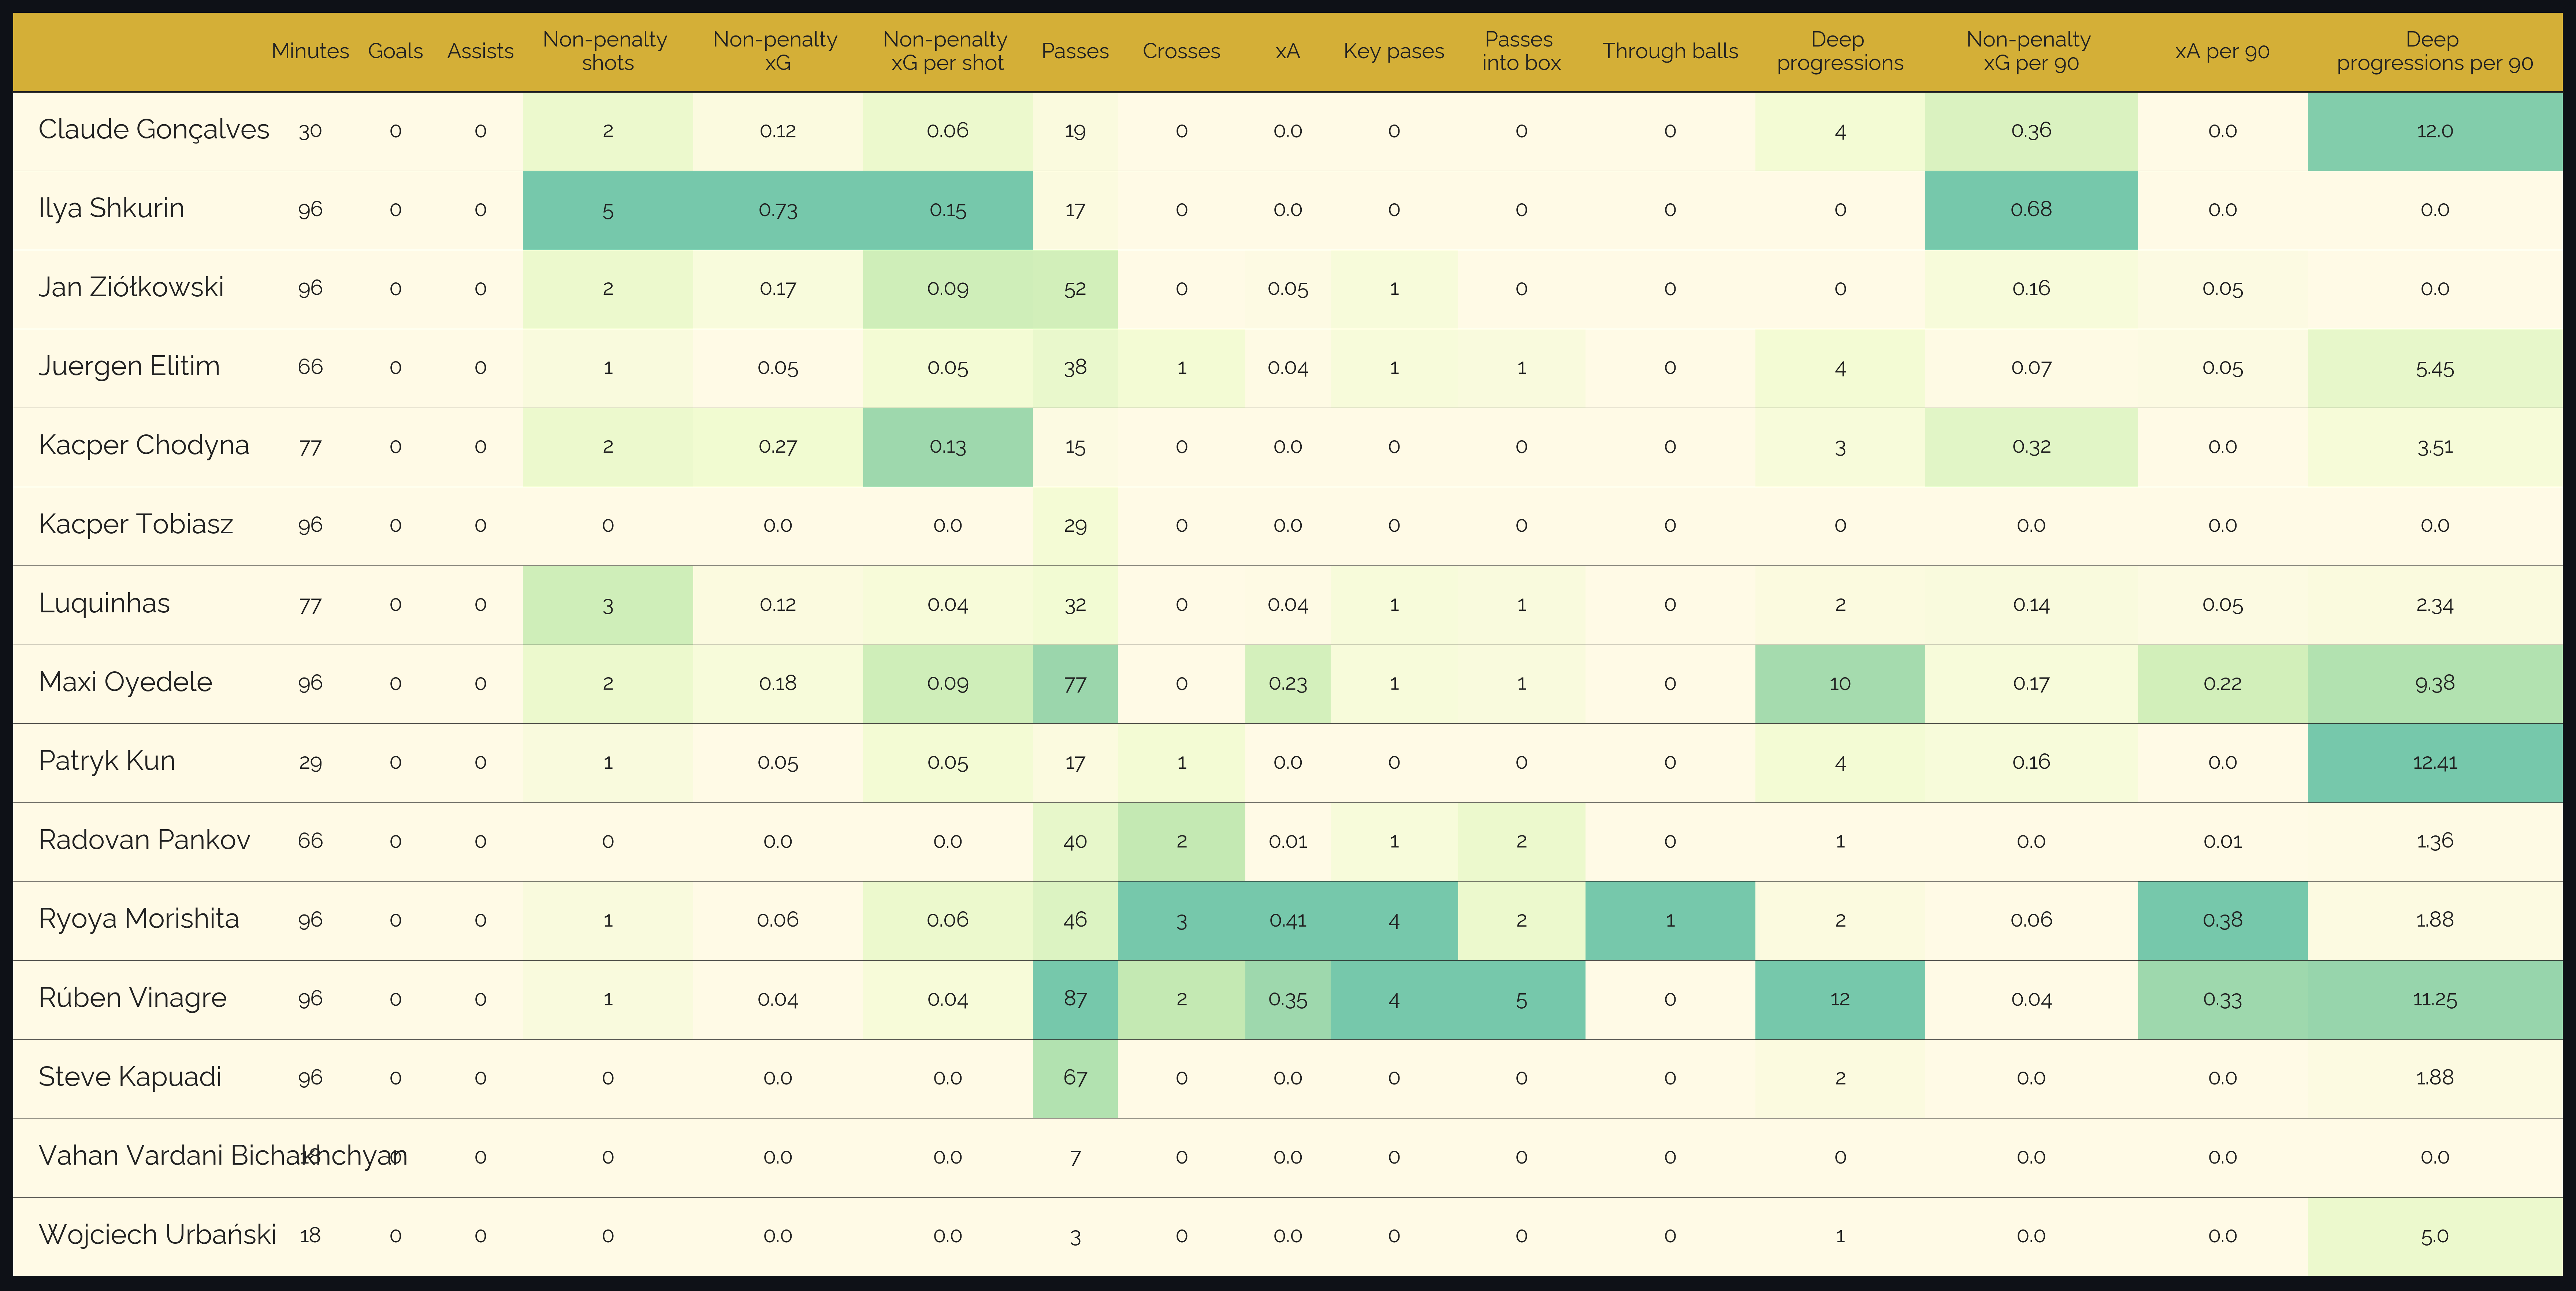 Minutes Goals Assists Non-penalty shots Non-penalty xG Non-penalty xG per shot Passes Crosses xA Key pases Passes into box Through balls Deep progressions Non-penalty xG per 90 xA per 90 Deep progressions per 90
Claude Gonçalves 30 0 0 2 0.12 0.06 19 0 0.0 0 0 0 4 0.36 0.0 12.0
Ilya Shkurin 96 0 0 5 0.73 0.15 17 0 0.0 0 0 0 0 0.68 0.0 0.0
Jan Ziółkowski 96 0 0 2 0.17 0.09 52 0 0.05 1 0 0 0 0.16 0.05 0.0
Juergen Elitim 66 0 0 1 0.05 0.05 38 1 0.04 1 1 0 4 0.07 0.05 5.45
Kacper Chodyna 77 0 0 2 0.27 0.13 15 0 0.0 0 0 0 3 0.32 0.0 3.51
Kacper Tobiasz 96 0 0 0 0.0 0.0 29 0 0.0 0 0 0 0 0.0 0.0 0.0
Luquinhas 77 0 0 3 0.12 0.04 32 0 0.04 1 1 0 2 0.14 0.05 2.34
Maxi Oyedele 96 0 0 2 0.18 0.09 77 0 0.23 1 1 0 10 0.17 0.22 9.38
Patryk Kun 29 0 0 1 0.05 0.05 17 1 0.0 0 0 0 4 0.16 0.0 12.41
Radovan Pankov 66 0 0 0 0.0 0.0 40 2 0.01 1 2 0 1 0.0 0.01 1.36
Ryoya Morishita 96 0 0 1 0.06 0.06 46 3 0.41 4 2 1 2 0.06 0.38 1.88
Rúben Vinagre 96 0 0 1 0.04 0.04 87 2 0.35 4 5 0 12 0.04 0.33 11.25
Steve Kapuadi 96 0 0 0 0.0 0.0 67 0 0.0 0 0 0 2 0.0 0.0 1.88
Vahan Vardani Bichakhchyan 0 0 0 0.0 0.0 7 0 0.0 0 0 0 0 0.0 0.0 0.0
Wojciech Urbański 18 0 0 0 0.0 0.0 3 0 0.0 0 0 0 1 0.0 0.0 5.0